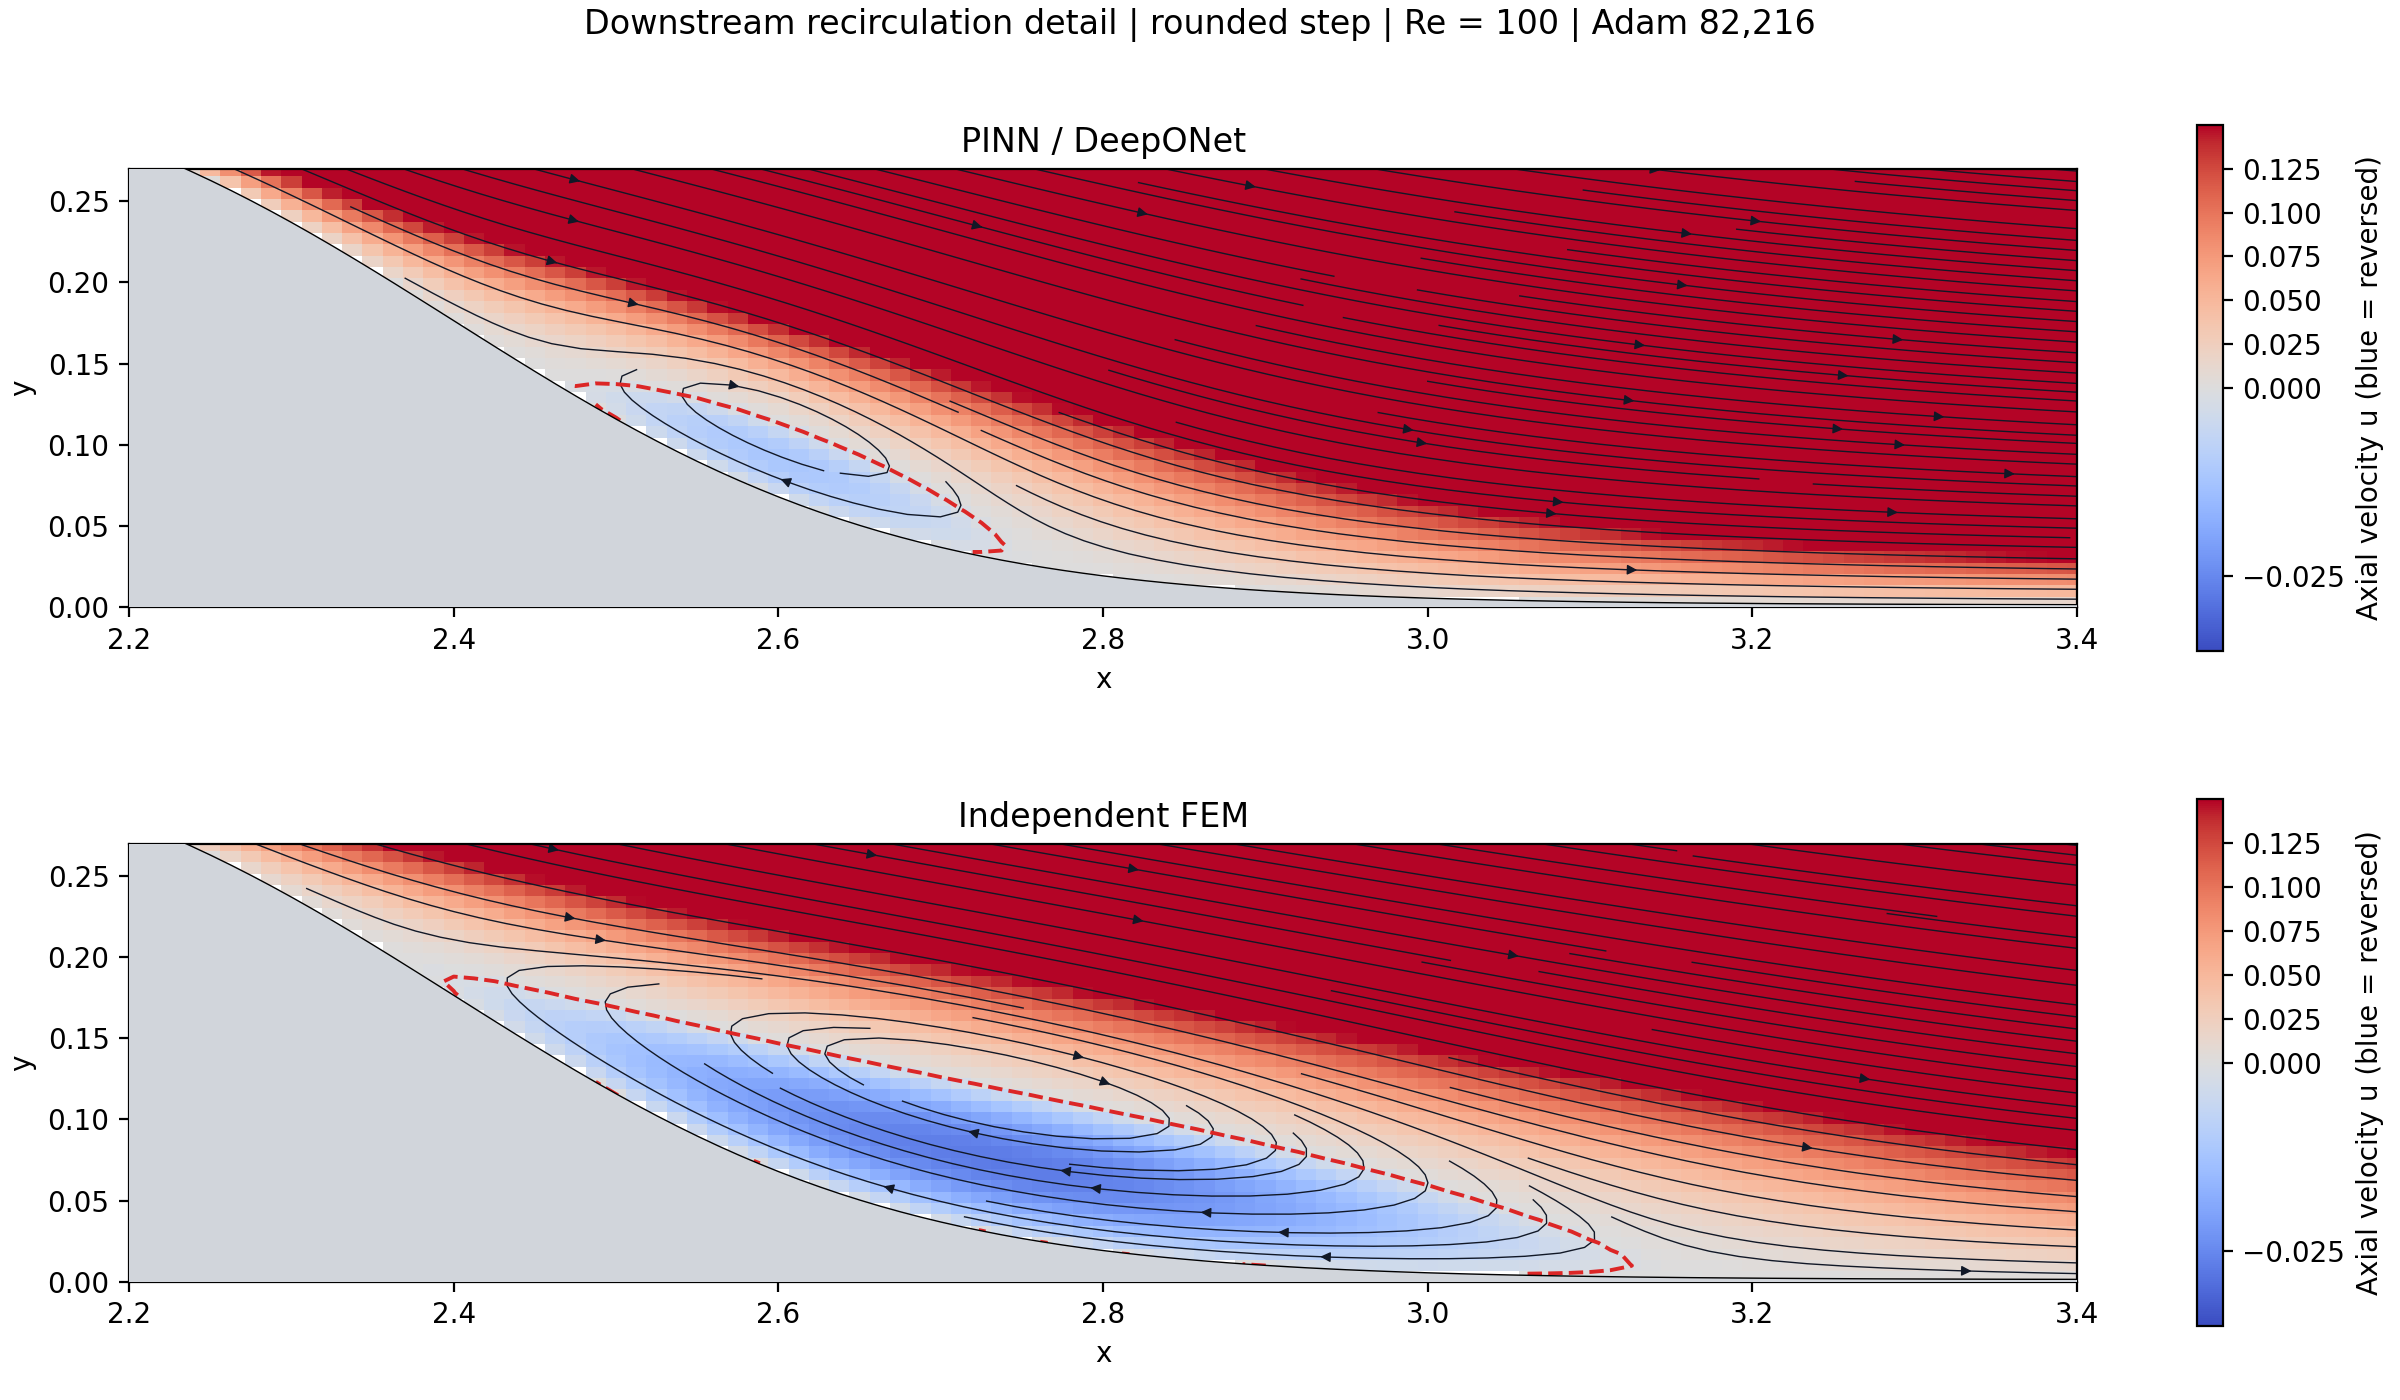 Downstream recirculation detail | rounded step | Re = 100 | Adam 82,216
PINN / DeepONet
y
0.25
0.20
0.15
0.10
0.05
0.00
2.2 2.4 2.6 2.8 3.0 3.2 3.4
x
0.125
0.100
0.075
0.050
0.025
0.000
−0.025
Axial velocity u (blue = reversed)
Independent FEM
y
0.25
0.20
0.15
0.10
0.05
0.00
2.2 2.4 2.6 2.8 3.0 3.2 3.4
x
0.125
0.100
0.075
0.050
0.025
0.000
−0.025
Axial velocity u (blue = reversed)